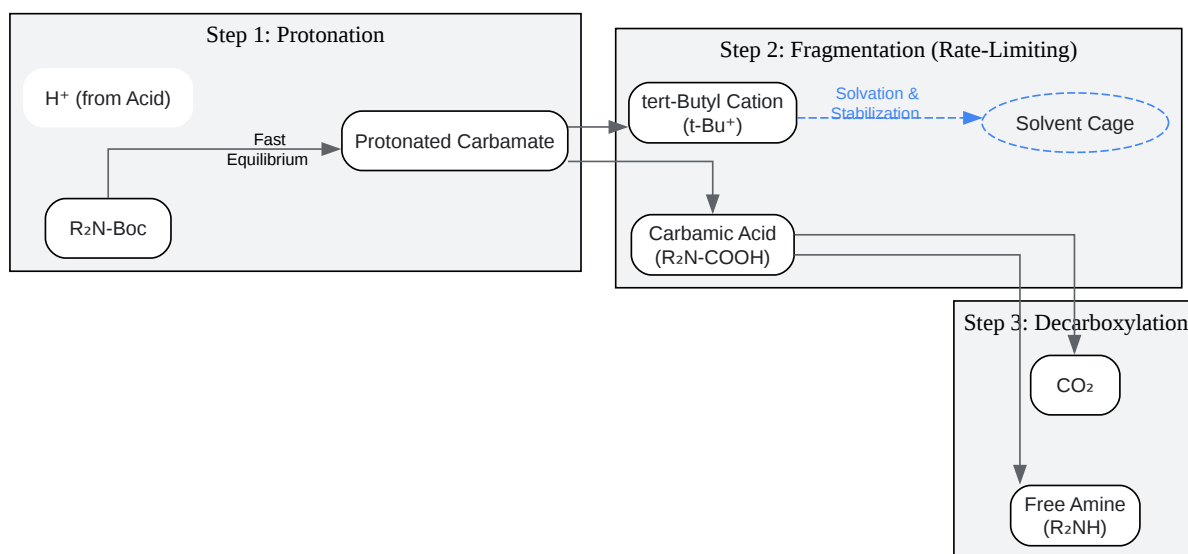 Step 1: Protonation
H⁺ (from Acid)
Fast
Equilibrium
Protonated Carbamate
R₂N-Boc
Step 2: Fragmentation (Rate-Limiting)
tert-Butyl Cation
(t-Bu⁺)
Solvation &
Stabilization
Solvent Cage
Carbamic Acid
(R₂N-COOH)
Step 3: Decarboxylation
CO₂
Free Amine
(R₂NH)